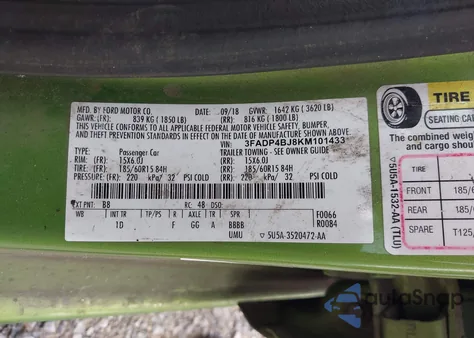 MFD. BY FORD MOTOR CO.
DATE: 09/18 GVWR: 1642 KG ( 3620 LB)
GAWR: (FR): 839 KG ( 1850 LB) (RR): 816 KG ( 1800 LB)
THIS VEHICLE CONFORMS TO ALL APPLICABLE FEDERAL MOTOR VEHICLE SAFETY, BUMPER,
AND THEFT PREVENTION STANDARDS IN EFFECT ON THE DATE OF MANUFACTURE SHOWN ABOVE.
VIN: 3FADP4BJ8KM101433
TYPE: Passenger Car TRAILER TOWING - SEE OWNER GUIDE
RIM: (FR): 15X6.0J (RR): 15X6.0J
TIRE: (FR): 185/60R15 84H (RR): 185/60R15 84H
PRESSURE: (FR): 220 kPa/ 32 PSI COLD (RR): 220 kPa/ 32 PSI COLD
EXT PNT: B8 RC: 48 DSO:
WB INT TR TP/PS R AXLE TR SPR F0066
1D F GG A BBBB R0084
UMU ▽ 5U5A-3520472-AA
TIRE
SEATING CA
The combined weig
and cargo should
TIRE
FRONT 185/
REAR 185/
SPARE T125,
▽ 5U5A-1532-AA (TLU)
AutoSnap